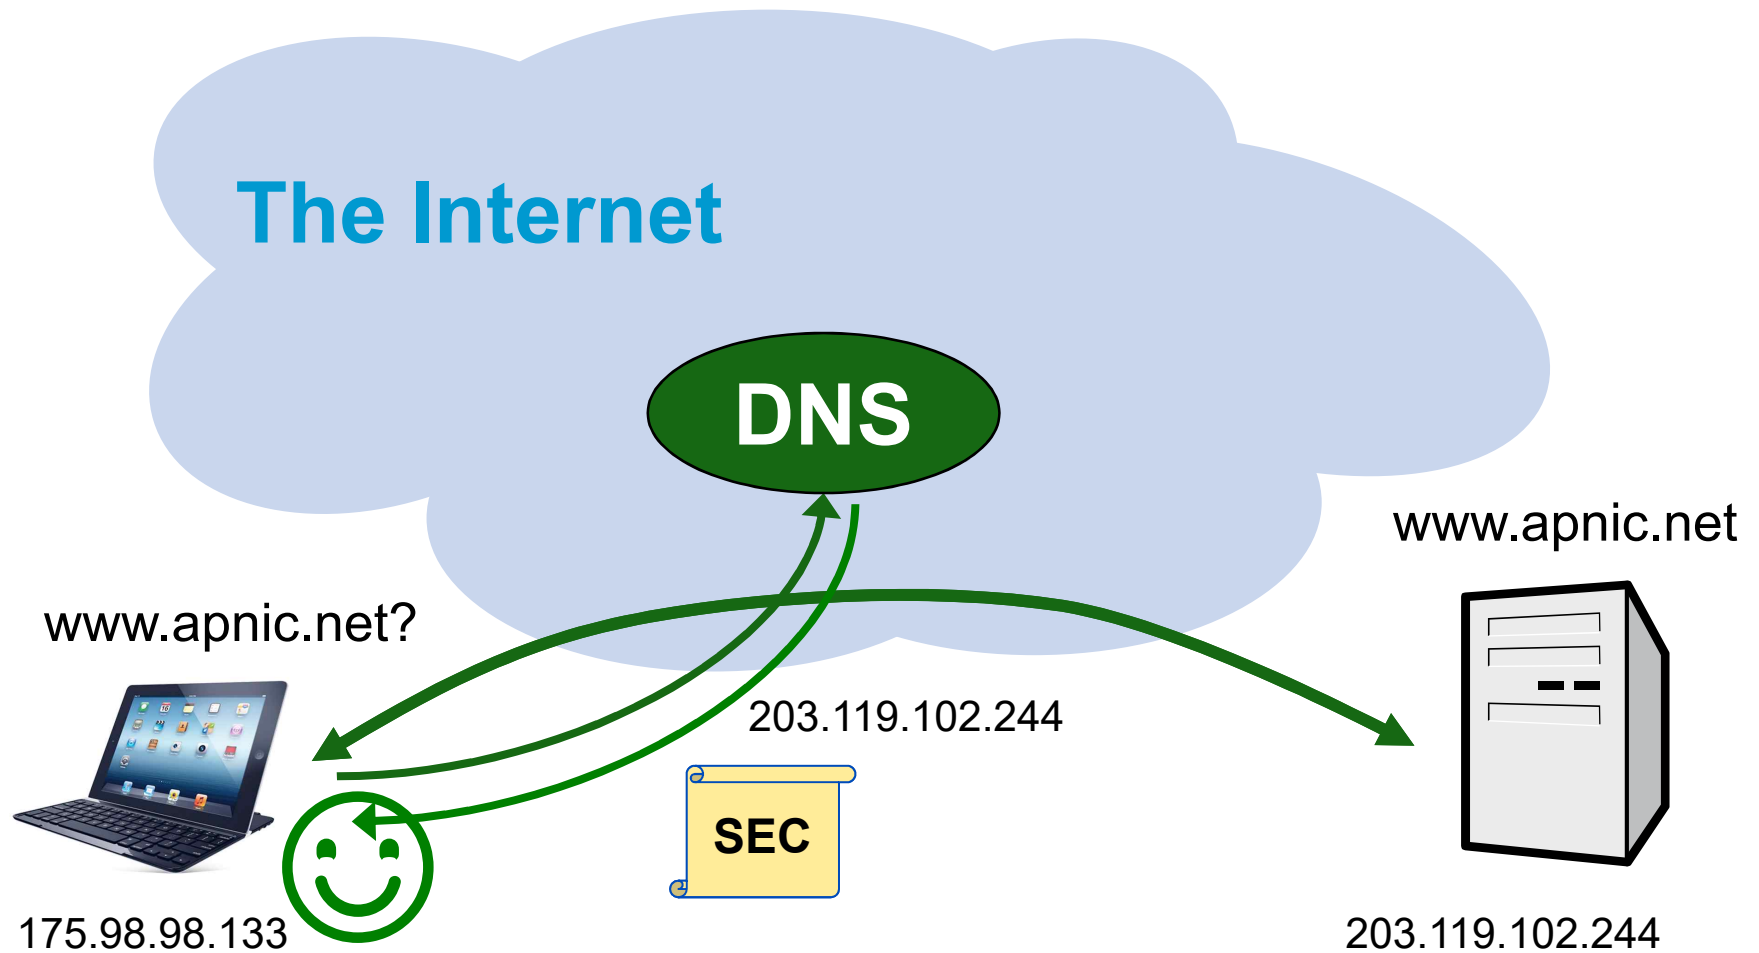 The Internet
DNS
www.apnic.net
www.apnic.net?
203.119.102.244
SEC
175.98.98.133
203.119.102.244